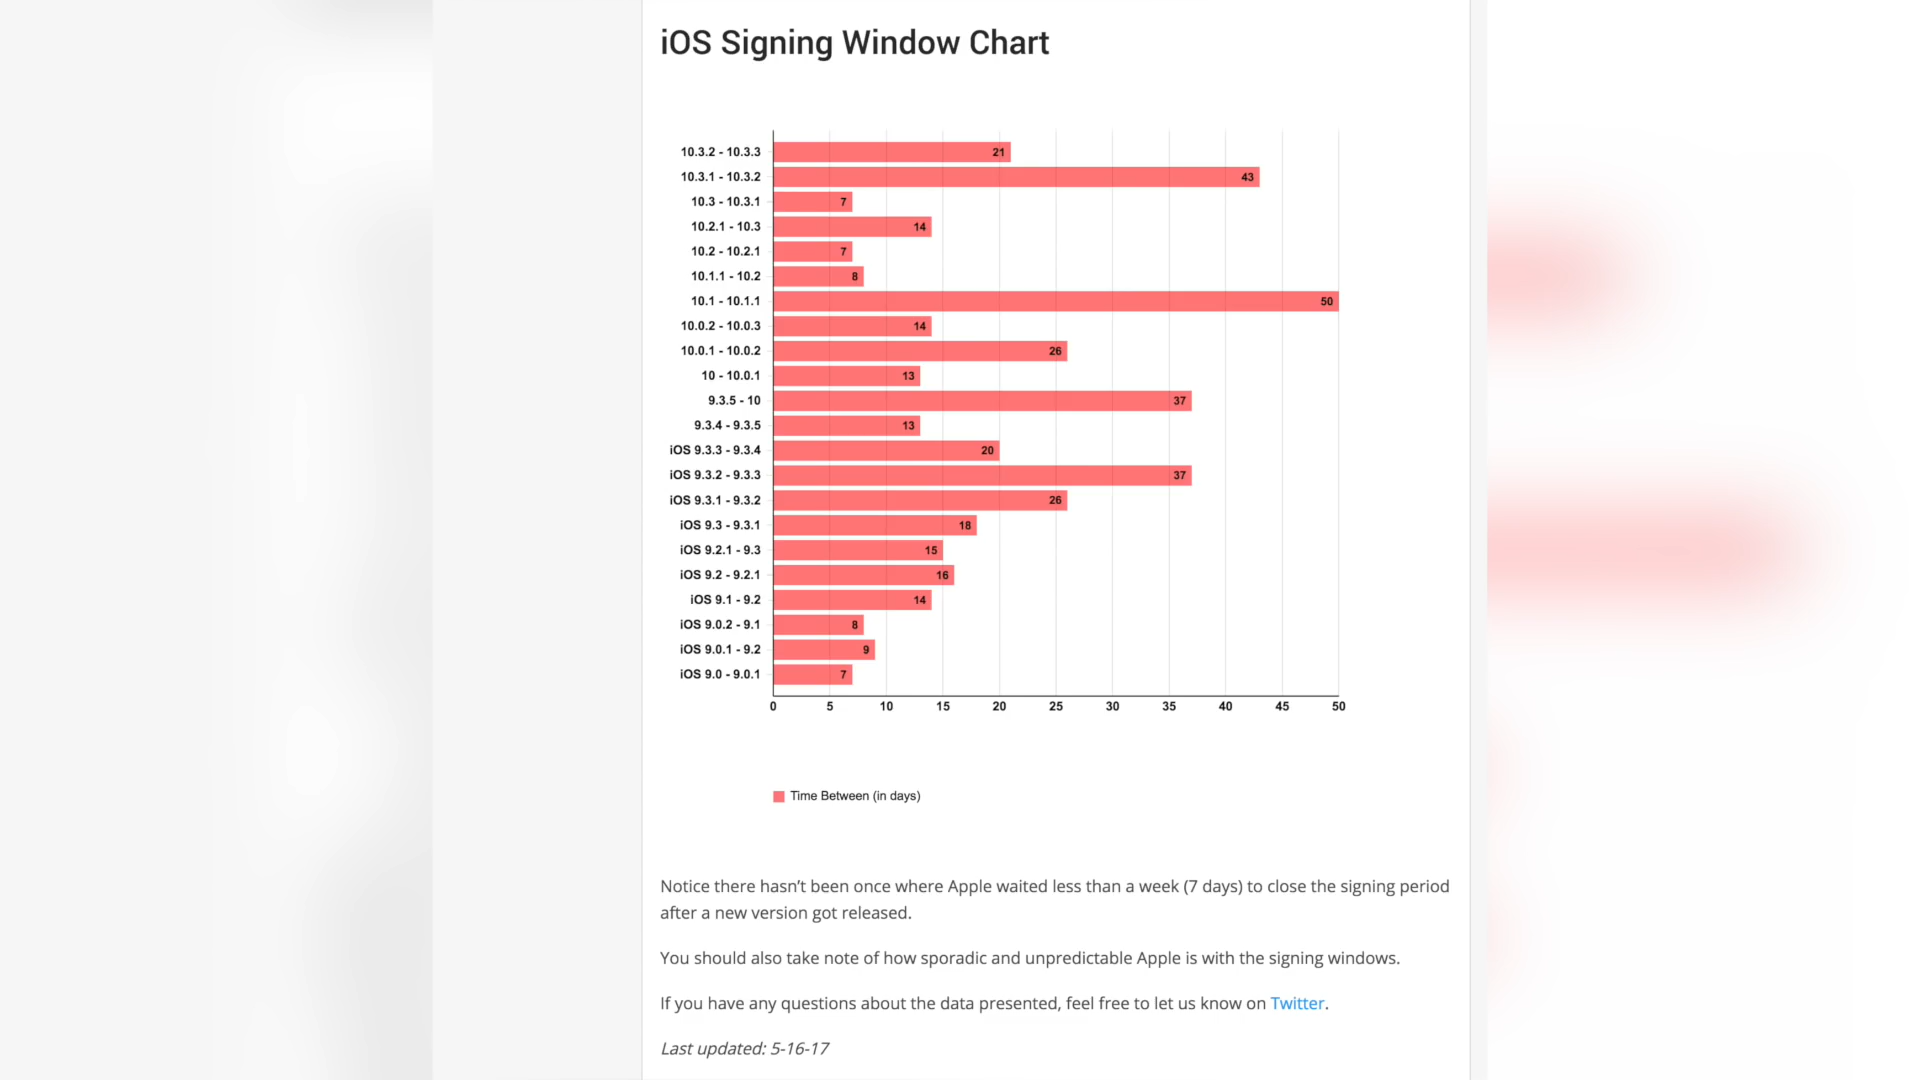 iOS Signing Window Chart
10.3.2 - 10.3.3 21
10.3.1 - 10.3.2 43
10.3 - 10.3.1 7
10.2.1 - 10.3 14
10.2 - 10.2.1 7
10.1.1 - 10.2 8
10.1 - 10.1.1 50
10.0.2 - 10.0.3 14
10.0.1 - 10.0.2 26
10 - 10.0.1 13
9.3.5 - 10 37
9.3.4 - 9.3.5 13
iOS 9.3.3 - 9.3.4 20
iOS 9.3.2 - 9.3.3 37
iOS 9.3.1 - 9.3.2 26
iOS 9.3 - 9.3.1 18
iOS 9.2.1 - 9.3 15
iOS 9.2 - 9.2.1 16
iOS 9.1 - 9.2 14
iOS 9.0.2 - 9.1 8
iOS 9.0.1 - 9.2 9
iOS 9.0 - 9.0.1 7
0 5 10 15 20 25 30 35 40 45 50
Time Between (in days)
Notice there hasn't been once where Apple waited less than a week (7 days) to close the signing period
after a new version got released.
You should also take note of how sporadic and unpredictable Apple is with the signing windows.
If you have any questions about the data presented, feel free to let us know on Twitter.
Last updated: 5-16-17